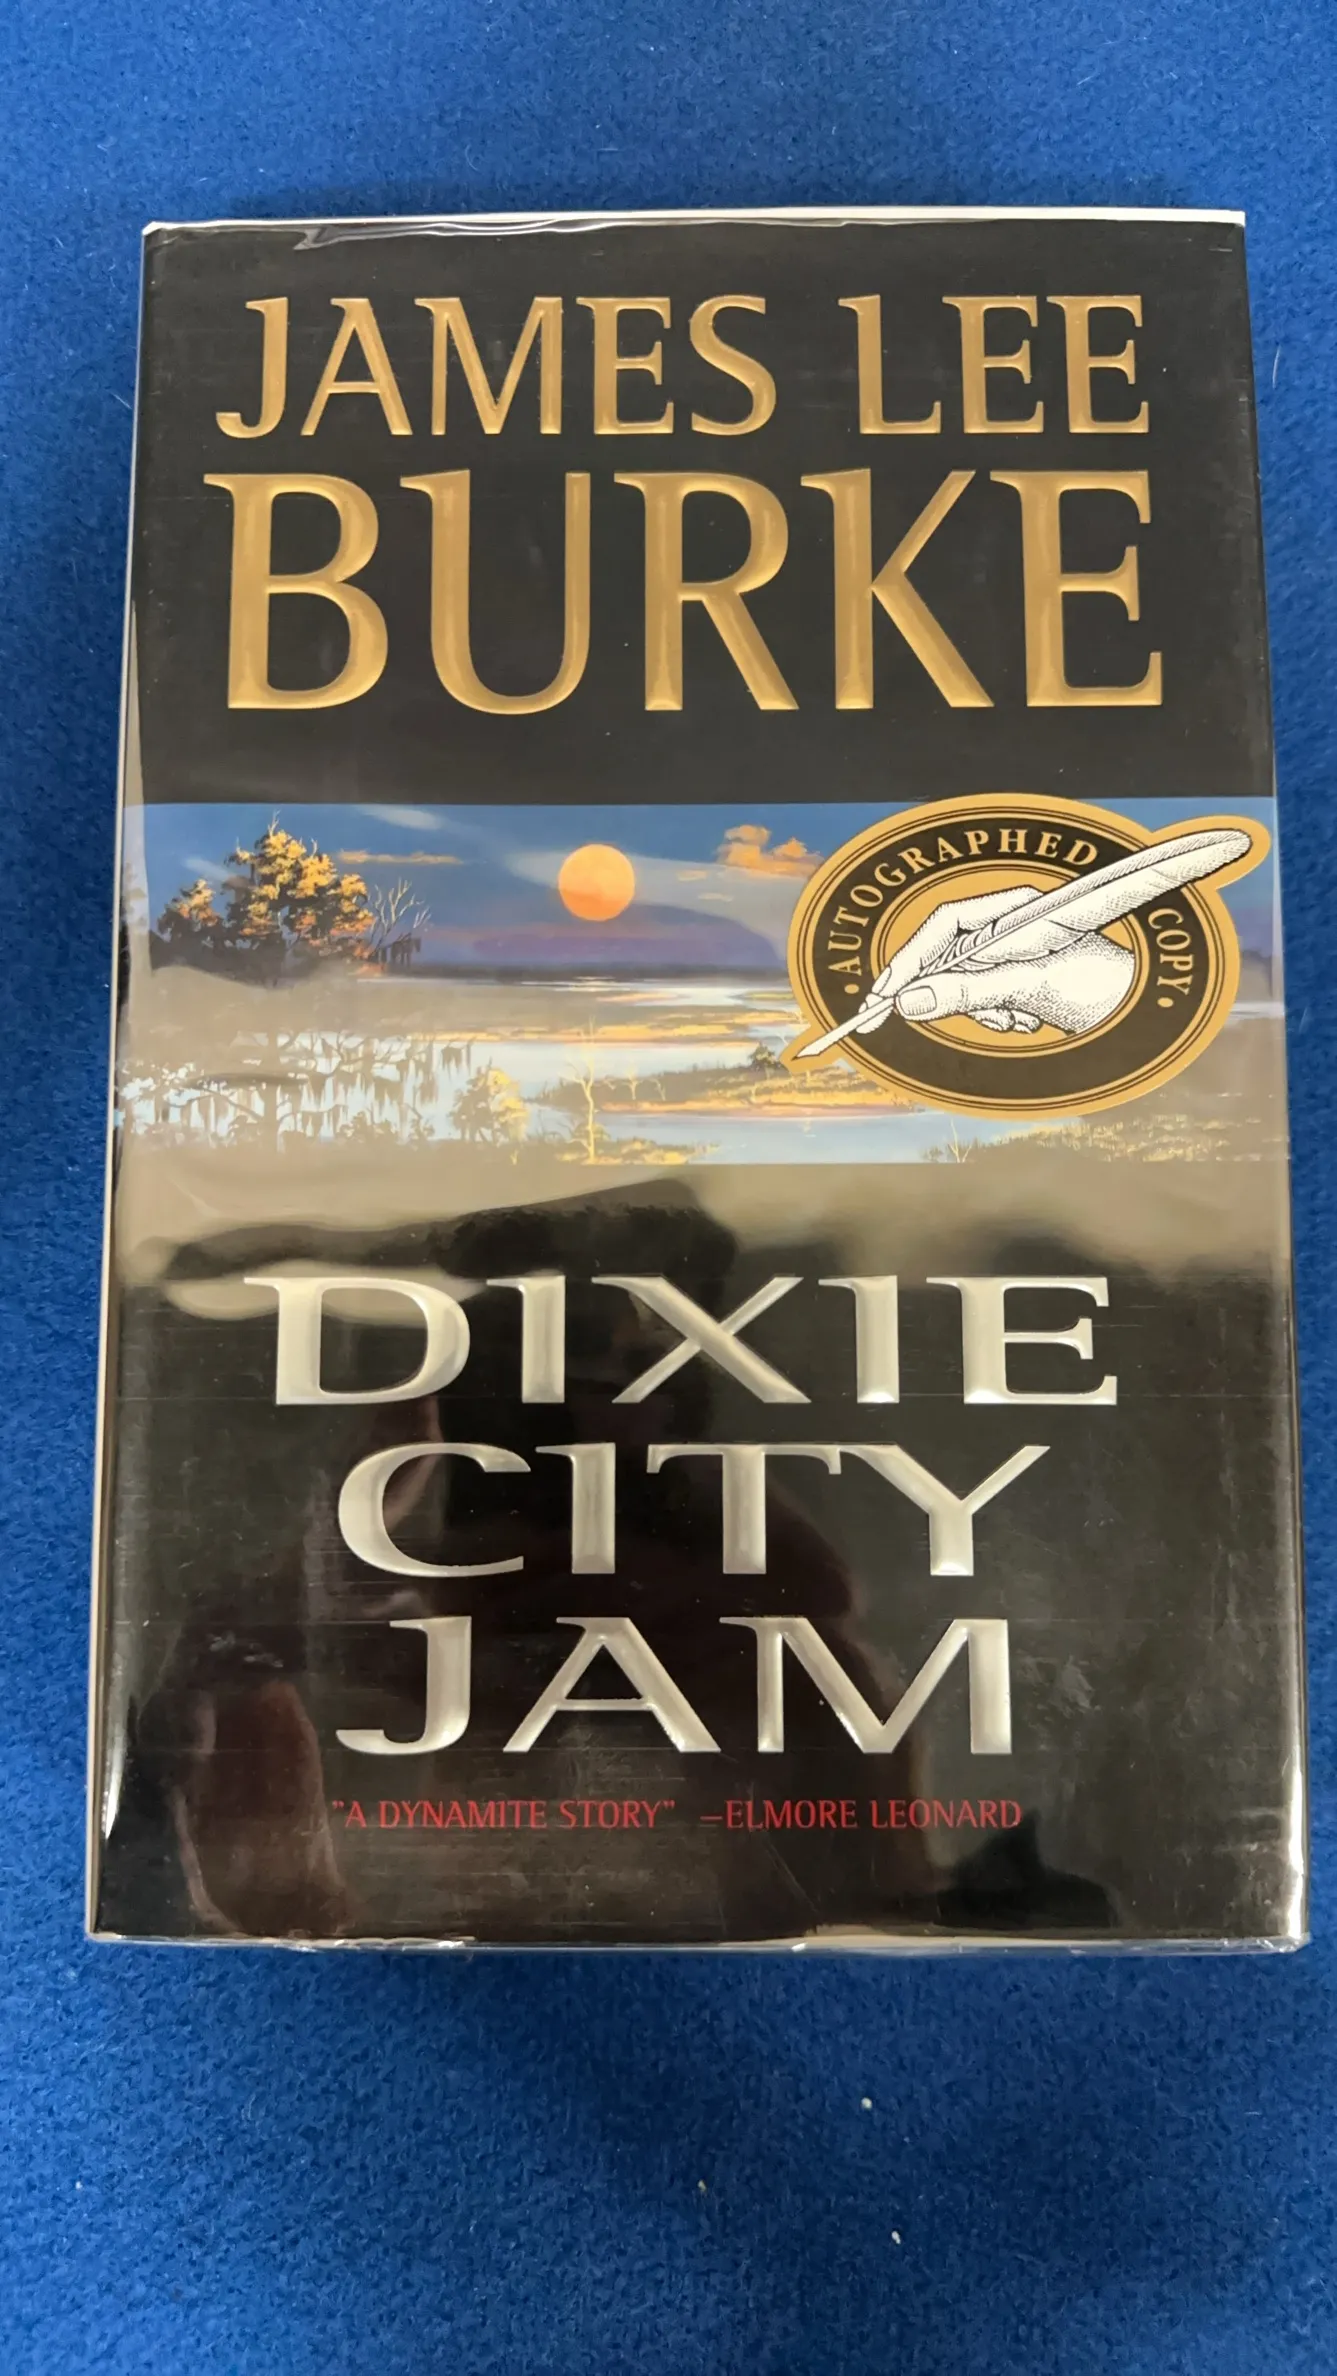 JAMES LEE
BURKE
• AUTOGRAPHED COPY •
DIXIE
CITY
JAM
"A DYNAMITE STORY" –ELMORE LEONARD